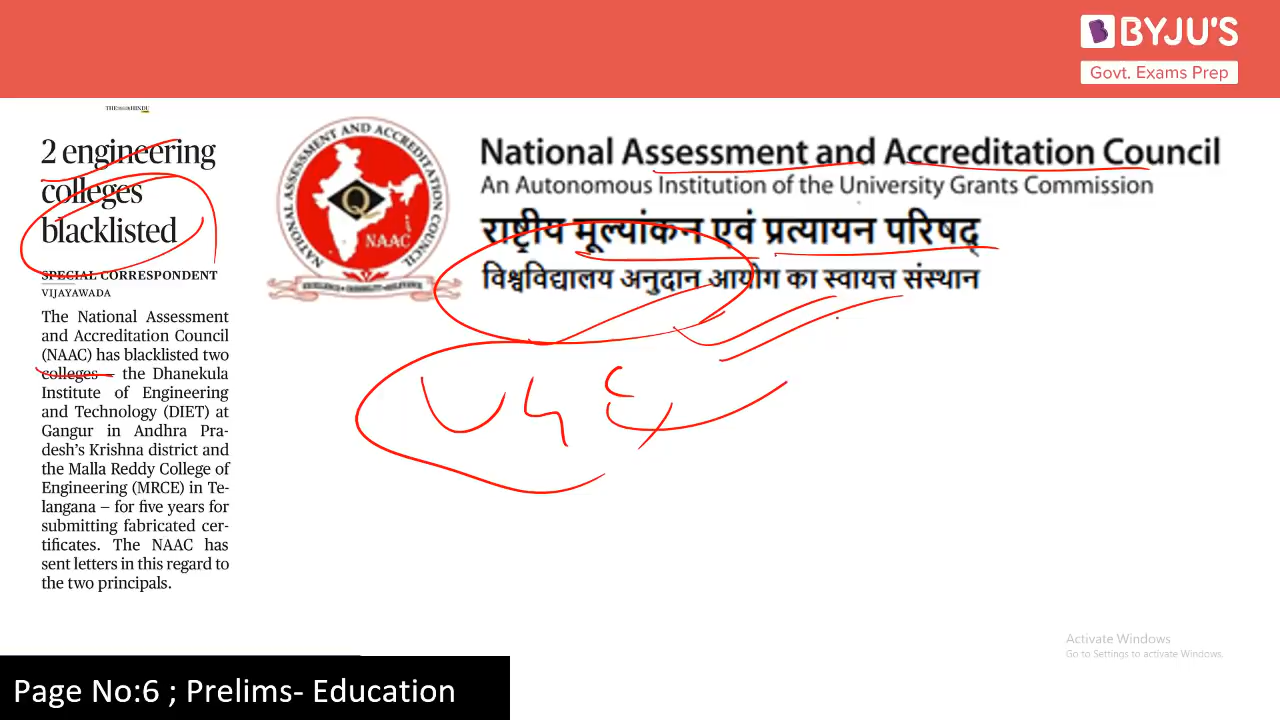 BYJU'S
Govt. Exams Prep
THE HINDU
2 engineering
colleges
blacklisted
SPECIAL CORRESPONDENT
VIJAYAWADA
The National Assessment
and Accreditation Council
(NAAC) has blacklisted two
colleges — the Dhanekula
Institute of Engineering
and Technology (DIET) at
Gangur in Andhra Pra-
desh's Krishna district and
the Malla Reddy College of
Engineering (MRCE) in Te-
langana — for five years for
submitting fabricated cer-
tificates. The NAAC has
sent letters in this regard to
the two principals.
NATIONAL ASSESSMENT AND ACCREDITATION COUNCIL
Q
NAAC
National Assessment and Accreditation Council
An Autonomous Institution of the University Grants Commission
राष्ट्रीय मूल्यांकन एवं प्रत्यायन परिषद्
विश्वविद्यालय अनुदान आयोग का स्वायत्त संस्थान
UGC
Activate Windows
Go to Settings to activate Windows.
Page No:6 ; Prelims- Education